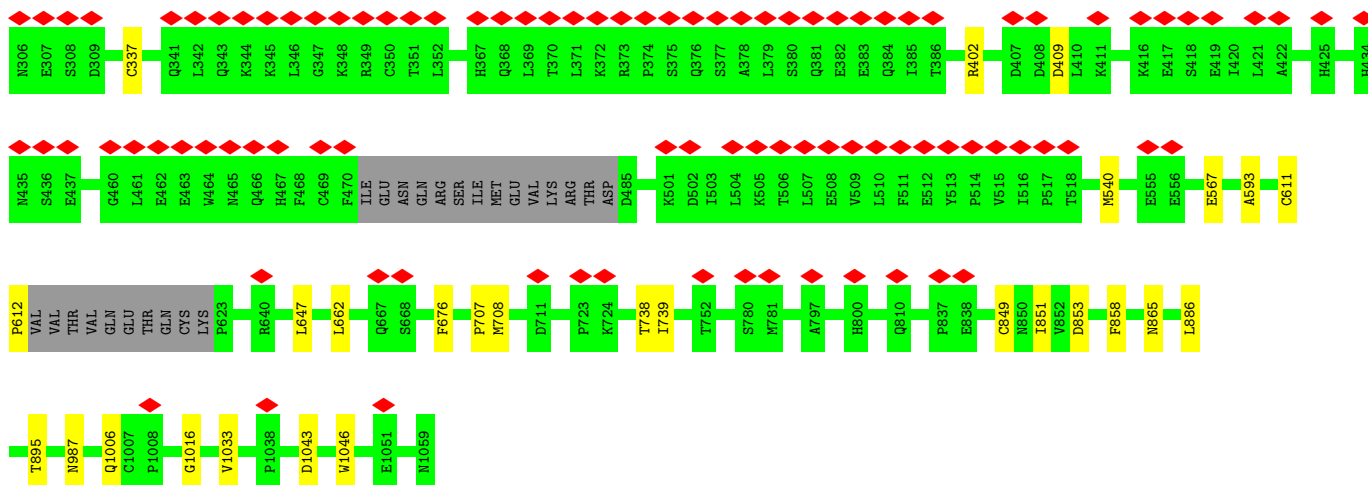 N306 E307 S308 D309 C337 Q341 L342 Q343 K344 K345 L346 G347 K348 R349 C350 T351 L352 H367 Q368 L369 T370 L371 K372 R373 P374 S375 Q376 S377 A378 L379 S380 Q381 E382 E383 Q384 I385 T386 R402 D407 D408 D409 L410 K411 K416 E417 S418 E419 I420 L421 A422 H425 H434
N435 S436 E437 G460 L461 E462 E463 W464 N465 Q466 H467 F468 C469 F470 ILE GLU ASN GLN ARG SER ILE MET GLU VAL LYS ARG THR ASP D485 K501 D502 I503 L504 K505 T506 L507 E508 V509 L510 F511 E512 Y513 P514 V515 I516 P517 T518 M540 E555 E556 E567 A593 C611
P612 VAL VAL THR VAL GLN GLU THR GLN CYS LYS P623 R640 L647 L662 Q667 S668 F676 P707 M708 D711 P723 K724 T738 I739 T752 S780 M781 A797 H800 Q810 P837 E838 C849 N850 I851 V852 D853 F858 N865 L886
T895 N987 Q1006 C1007 P1008 G1016 V1033 P1038 D1043 W1046 E1051 N1059